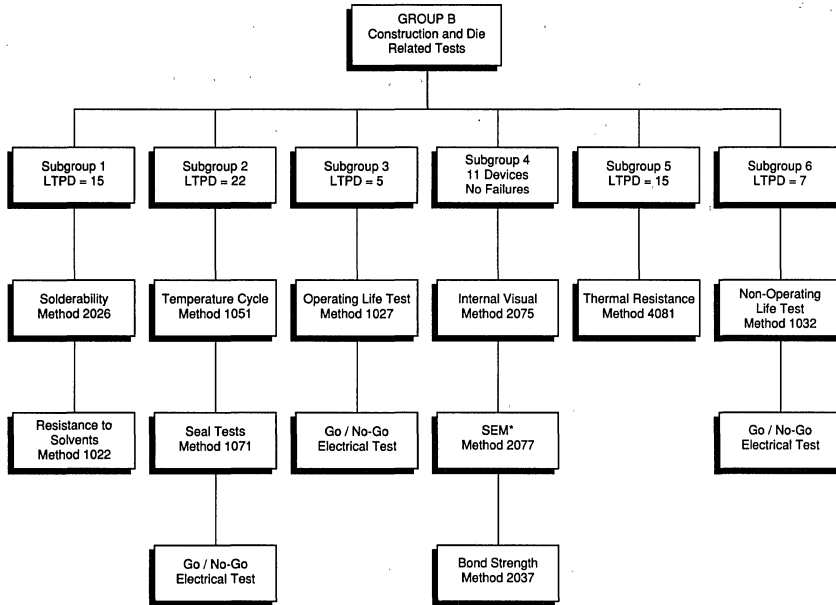 GROUP B
Construction and Die
Related Tests
Subgroup 1
LTPD = 15
Subgroup 2
LTPD = 22
Subgroup 3
LTPD = 5
Subgroup 4
11 Devices
No Failures
Subgroup 5
LTPD = 15
Subgroup 6
LTPD = 7
Solderability
Method 2026
Temperature Cycle
Method 1051
Operating Life Test
Method 1027
Internal Visual
Method 2075
Thermal Resistance
Method 4081
Non-Operating
Life Test
Method 1032
Resistance to
Solvents
Method 1022
Seal Tests
Method 1071
Go / No-Go
Electrical Test
SEM*
Method 2077
Go / No-Go
Electrical Test
Go / No-Go
Electrical Test
Bond Strength
Method 2037